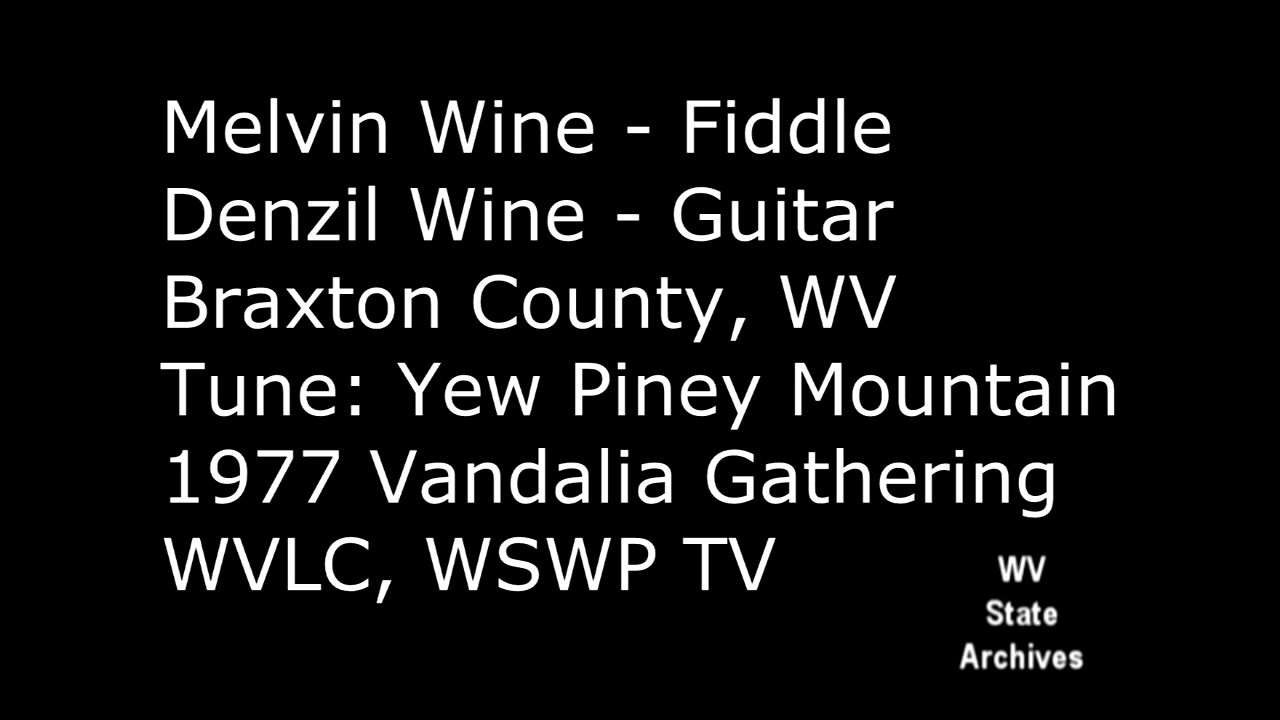 Melvin Wine - Fiddle
Denzil Wine - Guitar
Braxton County, WV
Tune: Yew Piney Mountain
1977 Vandalia Gathering
WVLC, WSWP TV
WV
State
Archives